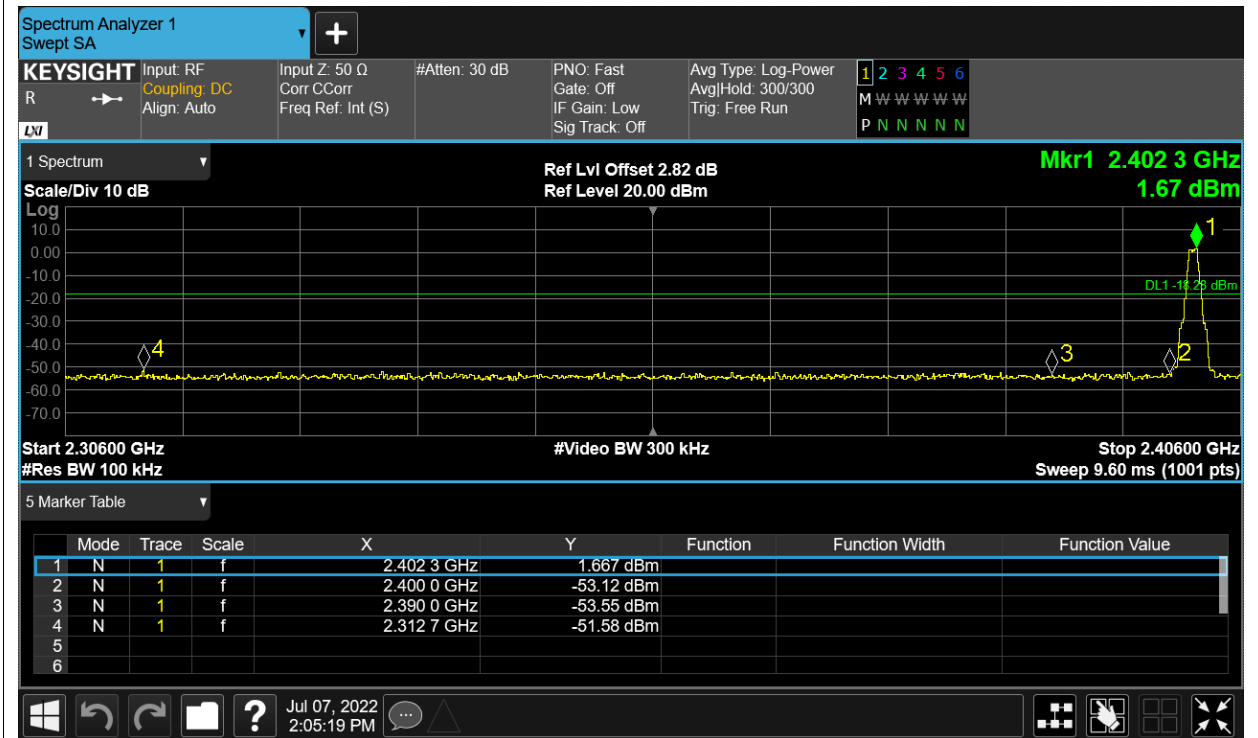 Spectrum Analyzer 1
Swept SA
KEYSIGHT Input: RF Input Z: 50 Ω #Atten: 30 dB PNO: Fast Avg Type: Log-Power 1 2 3 4 5 6
R Coupling: DC Corr CCorr Gate: Off Avg|Hold: 300/300 M W W W W W W
Align: Auto Freq Ref: Int (S) IF Gain: Low Trig: Free Run
LXI Sig Track: Off P N N N N N N
1 Spectrum Ref Lvl Offset 2.82 dB Mkr1 2.402 3 GHz
Scale/Div 10 dB Ref Level 20.00 dBm 1.67 dBm
Log
10.0 1
0.00
-10.0
DL1 -18.28 dBm
-20.0
-30.0
-40.0
4 3 2
-50.0
-60.0
-70.0
Start 2.30600 GHz #Video BW 300 kHz Stop 2.40600 GHz
#Res BW 100 kHz Sweep 9.60 ms (1001 pts)
5 Marker Table
Mode Trace Scale X Y Function Function Width Function Value
1 N 1 f 2.402 3 GHz 1.667 dBm
2 N 1 f 2.400 0 GHz -53.12 dBm
3 N 1 f 2.390 0 GHz -53.55 dBm
4 N 1 f 2.312 7 GHz -51.58 dBm
5
6
? Jul 07, 2022
2:05:19 PM